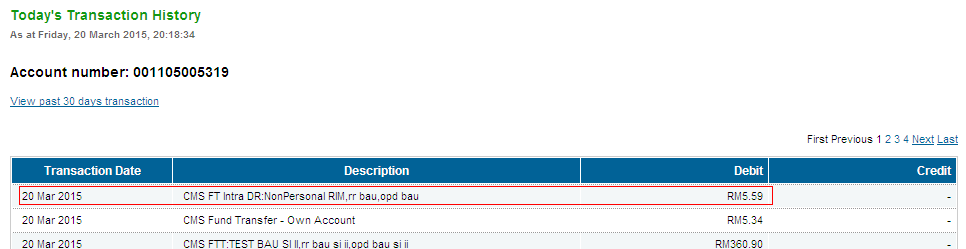 Today's Transaction History
As at Friday, 20 March 2015, 20:18:34
Account number: 001105005319
View past 30 days transaction
First Previous 1 2 3 4 Next Last
Transaction Date Description Debit Credit
20 Mar 2015 CMS FT Intra DR:NonPersonal RIM,rr bau,opd bau RM5.59 -
20 Mar 2015 CMS Fund Transfer - Own Account RM5.34 -
20 Mar 2015 CMS FTT:TEST BAU SI II,rr bau si ii,opd bau si ii RM360.90 -